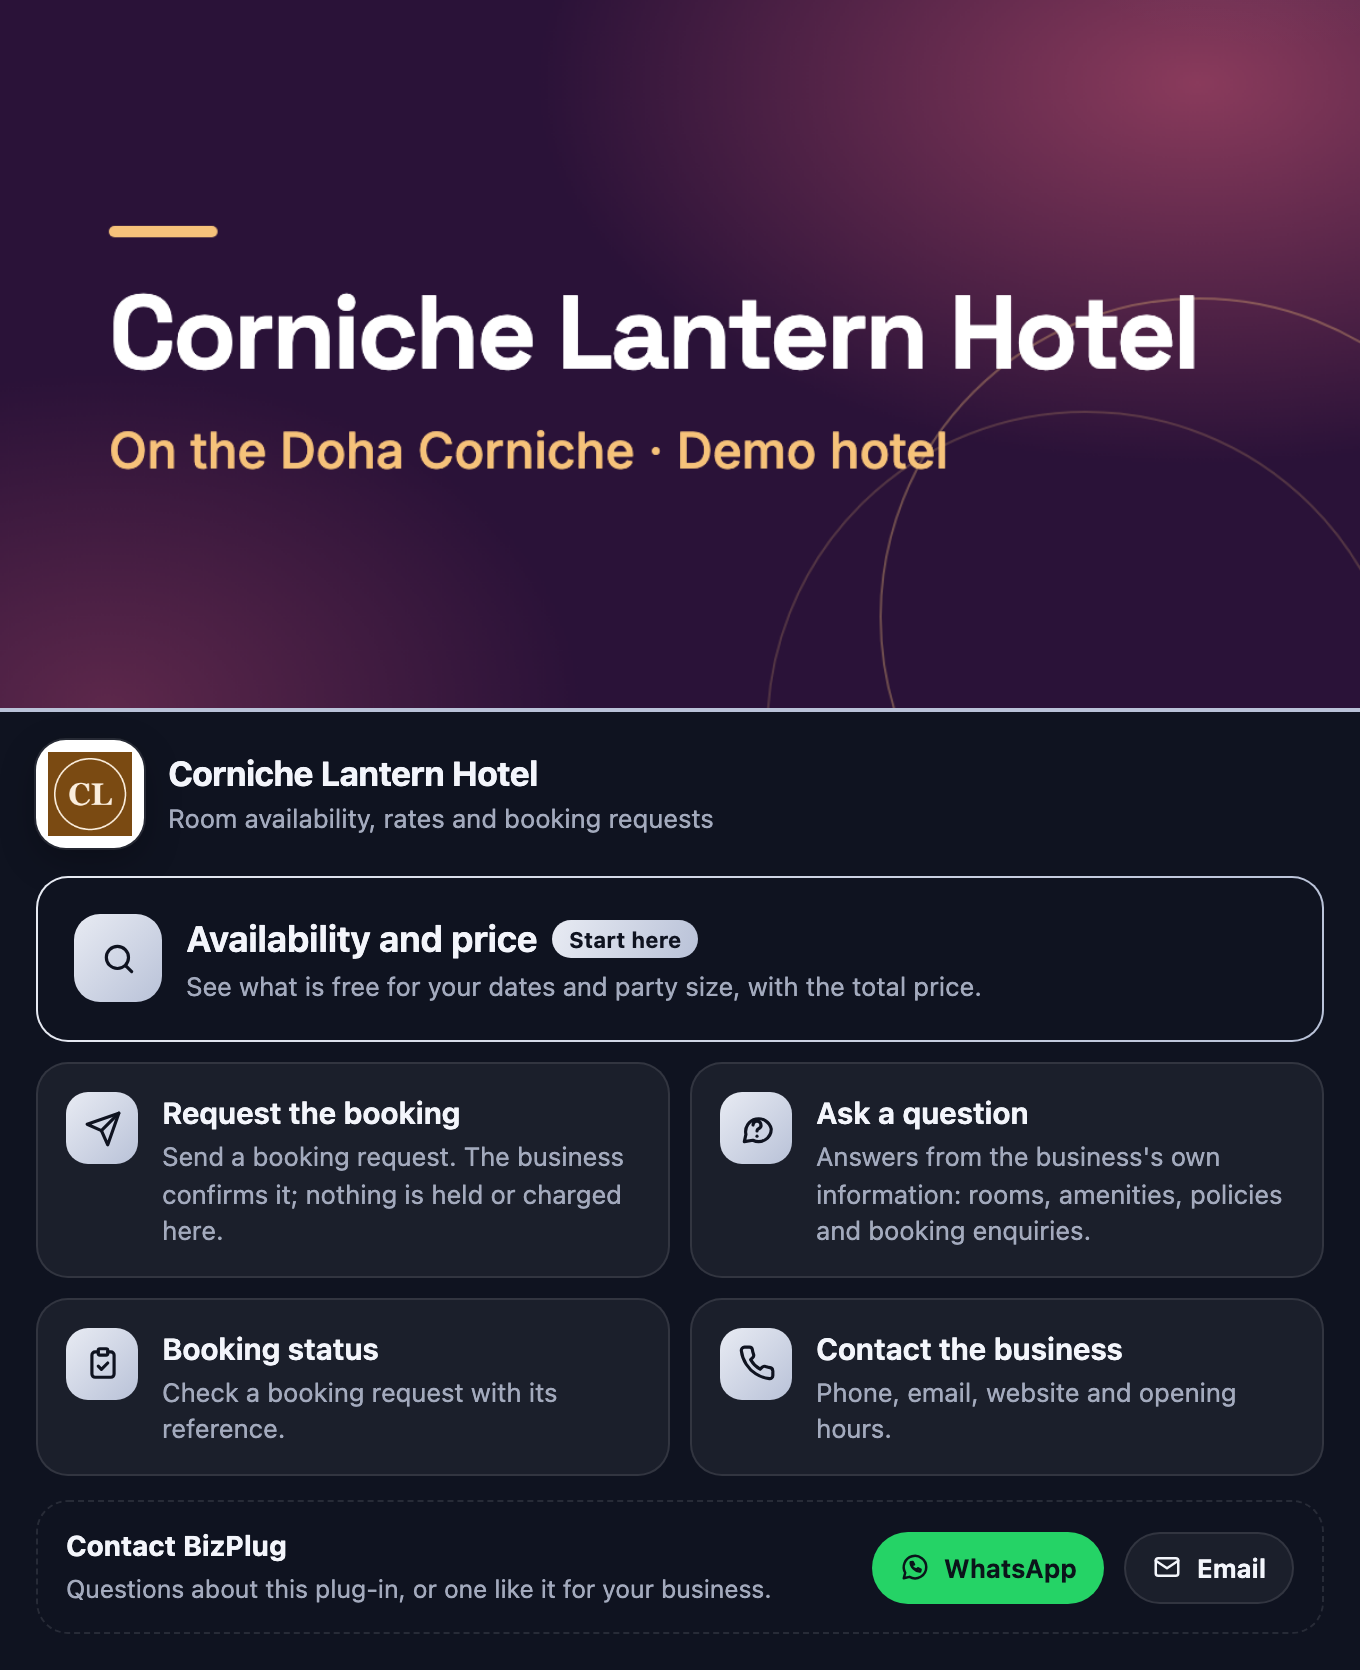 Corniche Lantern Hotel
On the Doha Corniche · Demo hotel
CL
Corniche Lantern Hotel
Room availability, rates and booking requests
Availability and price
Start here
See what is free for your dates and party size, with the total price.
Request the booking
Send a booking request. The business
confirms it; nothing is held or charged
here.
Ask a question
Answers from the business's own
information: rooms, amenities, policies
and booking enquiries.
Booking status
Check a booking request with its
reference.
Contact the business
Phone, email, website and opening
hours.
Contact BizPlug
Questions about this plug-in, or one like it for your business.
WhatsApp
Email